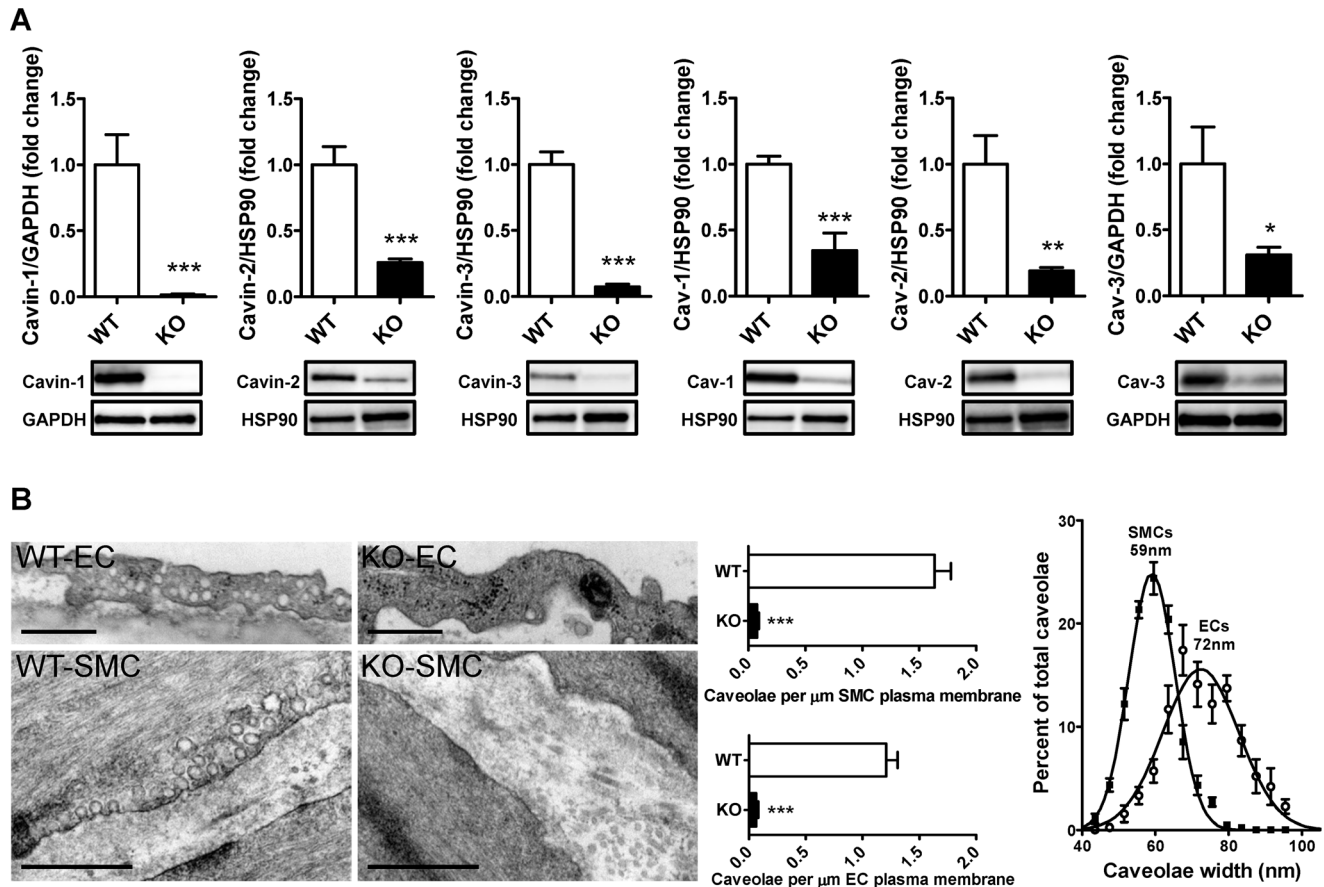 A
Cavin-1/GAPDH (fold change)
1.5
1.0
0.5
0.0
WT
KO
***
Cavin-1
GAPDH
Cavin-2/HSP90 (fold change)
1.5
1.0
0.5
0.0
WT
KO
***
Cavin-2
HSP90
Cavin-3/HSP90 (fold change)
1.5
1.0
0.5
0.0
WT
KO
***
Cavin-3
HSP90
Cav-1/HSP90 (fold change)
1.5
1.0
0.5
0.0
WT
KO
***
Cav-1
HSP90
Cav-2/HSP90 (fold change)
1.5
1.0
0.5
0.0
WT
KO
**
Cav-2
HSP90
Cav-3/GAPDH (fold change)
1.5
1.0
0.5
0.0
WT
KO
*
Cav-3
GAPDH
B
WT-EC
KO-EC
WT-SMC
KO-SMC
WT
KO
***
0.0 0.5 1.0 1.5 2.0
Caveolae per μm SMC plasma membrane
WT
KO
***
0.0 0.5 1.0 1.5 2.0
Caveolae per μm EC plasma membrane
Percent of total caveolae
30
20
10
0
SMCs
59nm
ECs
72nm
40 60 80 100
Caveolae width (nm)